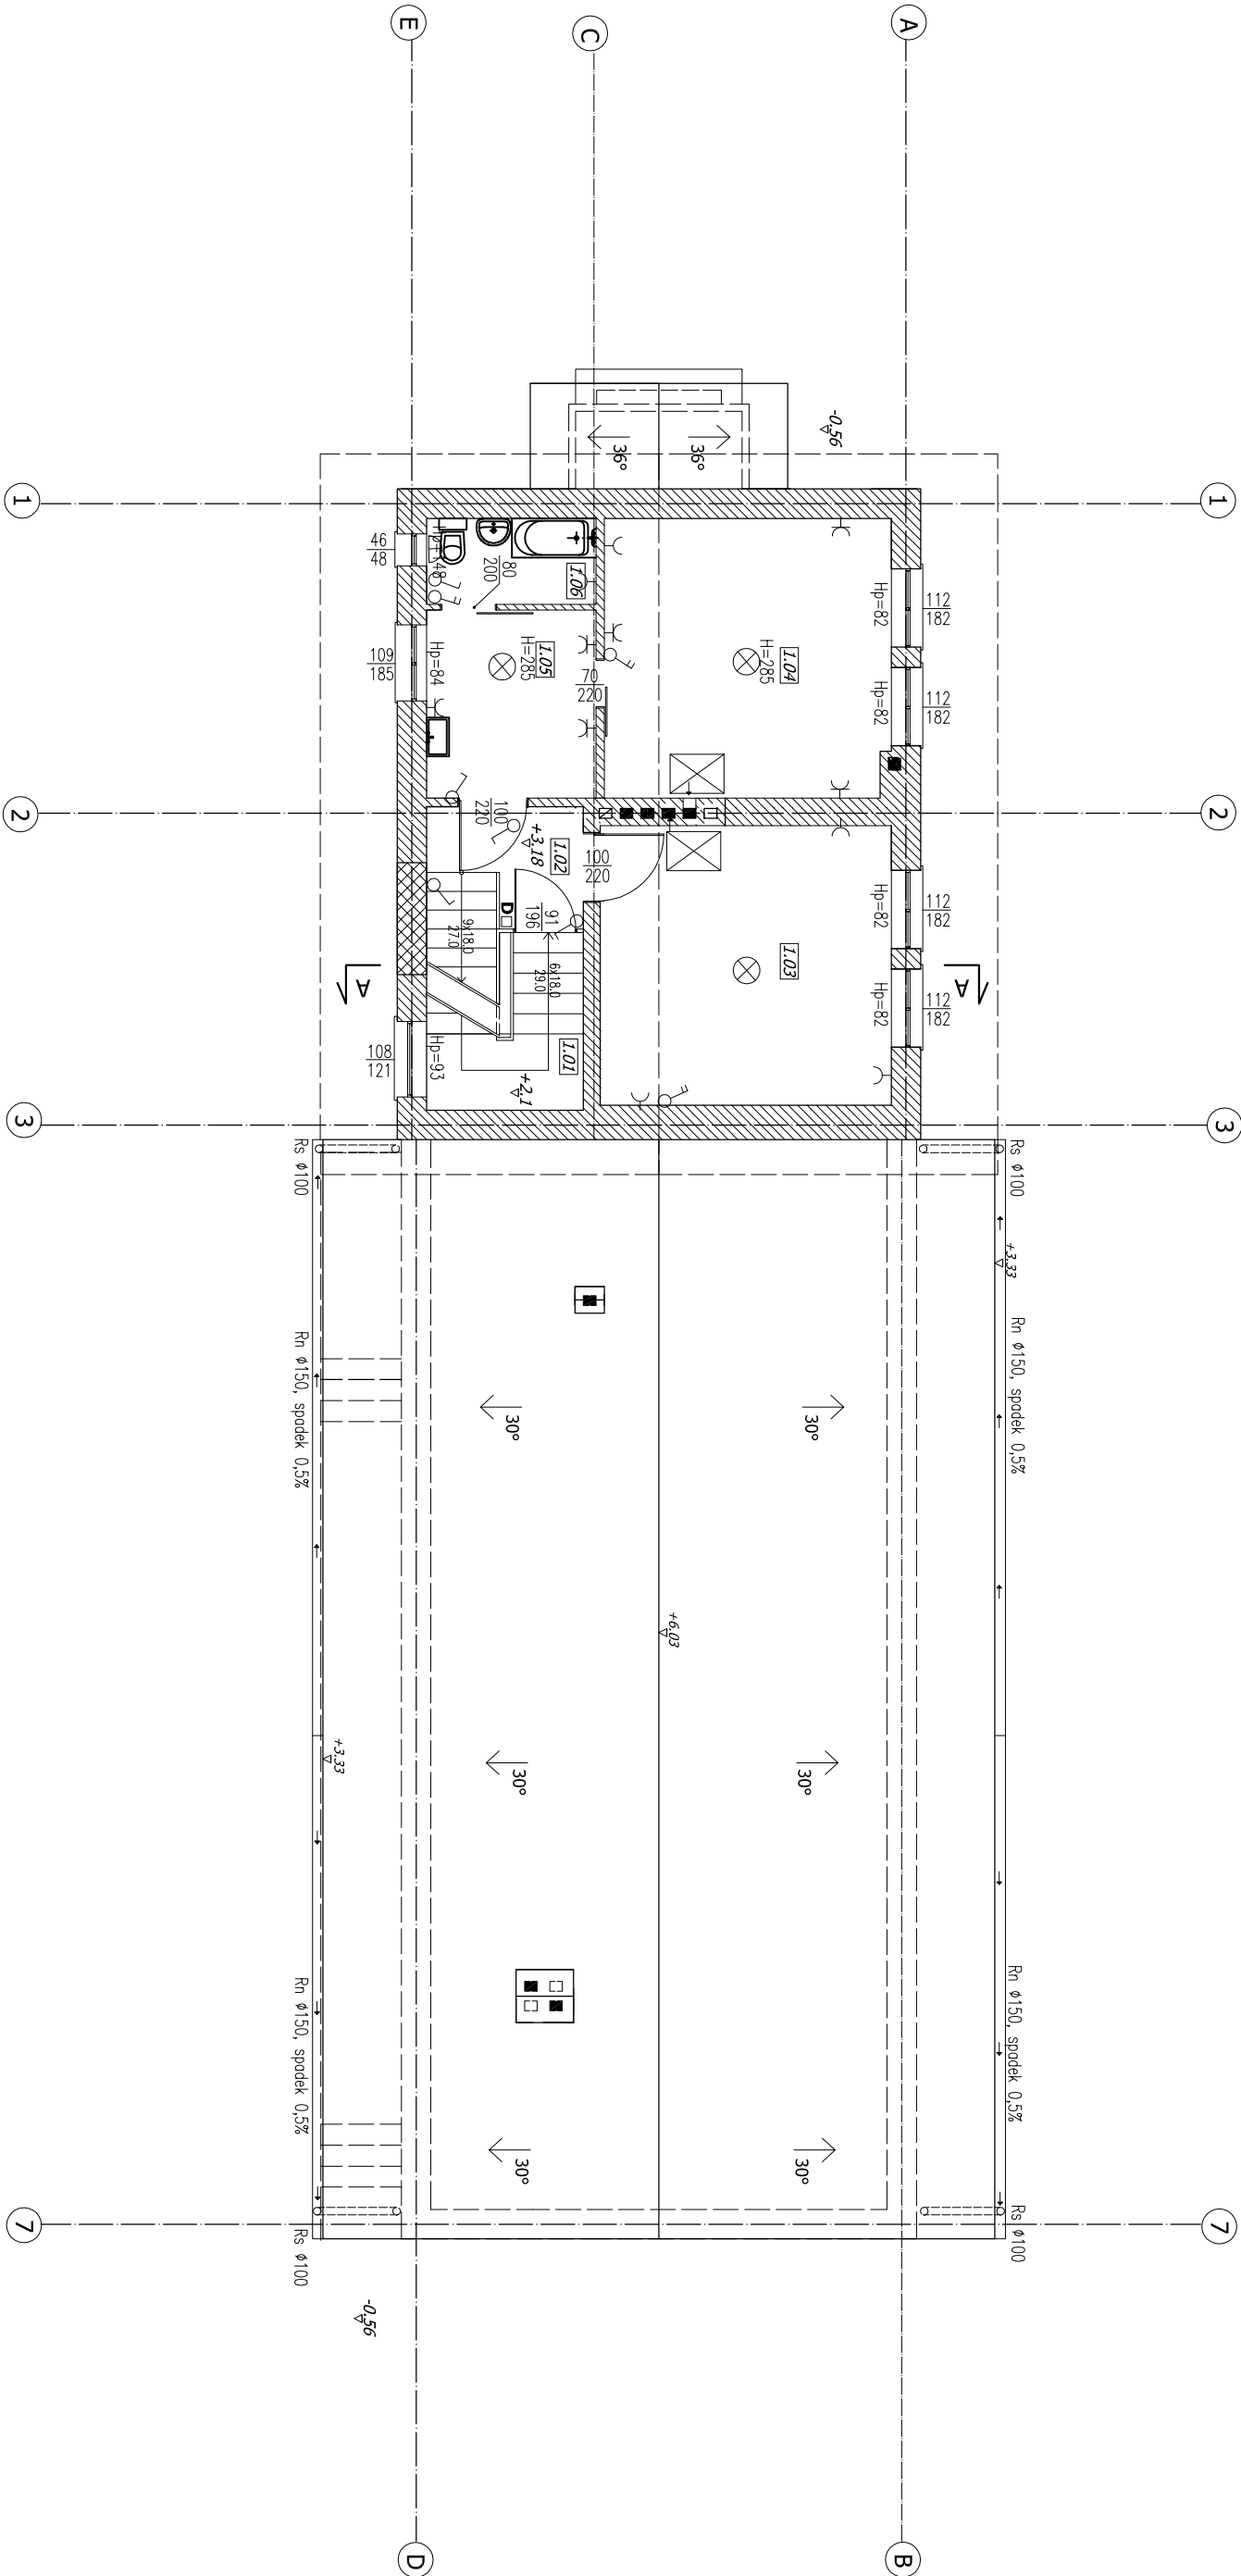 E
C
A
-0.56
36°
36°
1
1
46
48
Hp=148
80
200
1.06
112
182
Hp=82
109
185
Hp=84
1.05
H=285
70
220
1.04
H=285
112
182
Hp=82
2
2
100
220
+3.18
1.02
100
220
91
196
D
9x18.0
27.0
6x18.0
29.0
1.03
112
182
Hp=82
A
A
112
182
Hp=82
108
121
Hp=93
1.01
+2.1
3
3
Rs ϕ100
Rs ϕ100
+3.33
Rn ϕ150, spadek 0,5%
Rn ϕ150, spadek 0,5%
30°
30°
+6.03
+3.33
30°
30°
Rn ϕ150, spadek 0,5%
Rn ϕ150, spadek 0,5%
30°
30°
7
7
Rs ϕ100
Rs ϕ100
-0.56
D
B